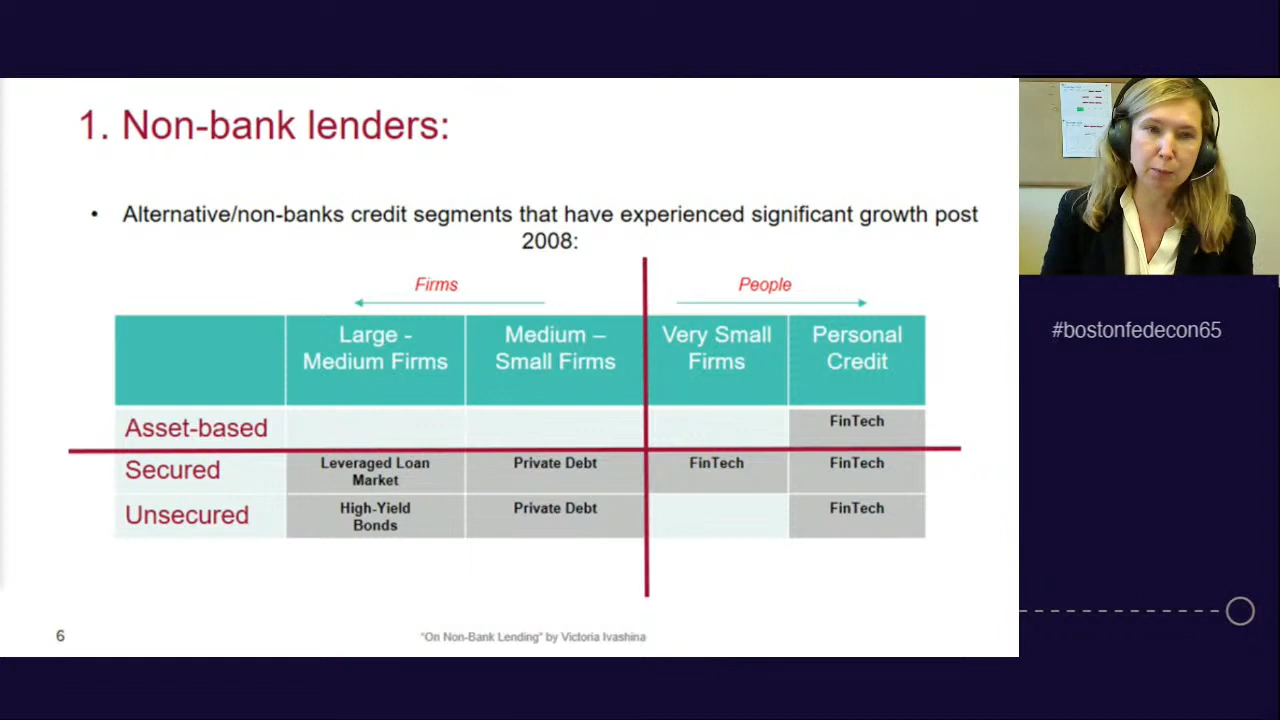 1. Non-bank lenders:
• Alternative/non-banks credit segments that have experienced significant growth post
2008:
Firms
People
Large -
Medium Firms
Medium –
Small Firms
Very Small
Firms
Personal
Credit
Asset-based
FinTech
Secured
Leveraged Loan
Market
Private Debt
FinTech
FinTech
Unsecured
High-Yield
Bonds
Private Debt
FinTech
6
"On Non-Bank Lending" by Victoria Ivashina
#bostonfedecon65